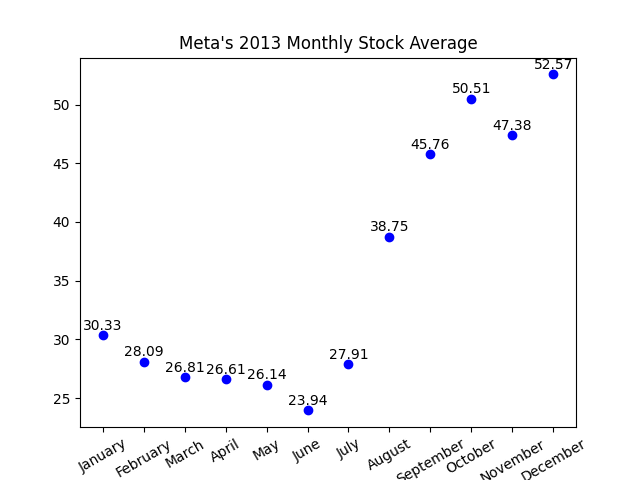 Meta's 2013 Monthly Stock Average
52.57
50.51
47.38
45.76
38.75
30.33
28.09
26.81
26.61
26.14
23.94
27.91
50
45
40
35
30
25
January
February
March
April
May
June
July
August
September
October
November
December